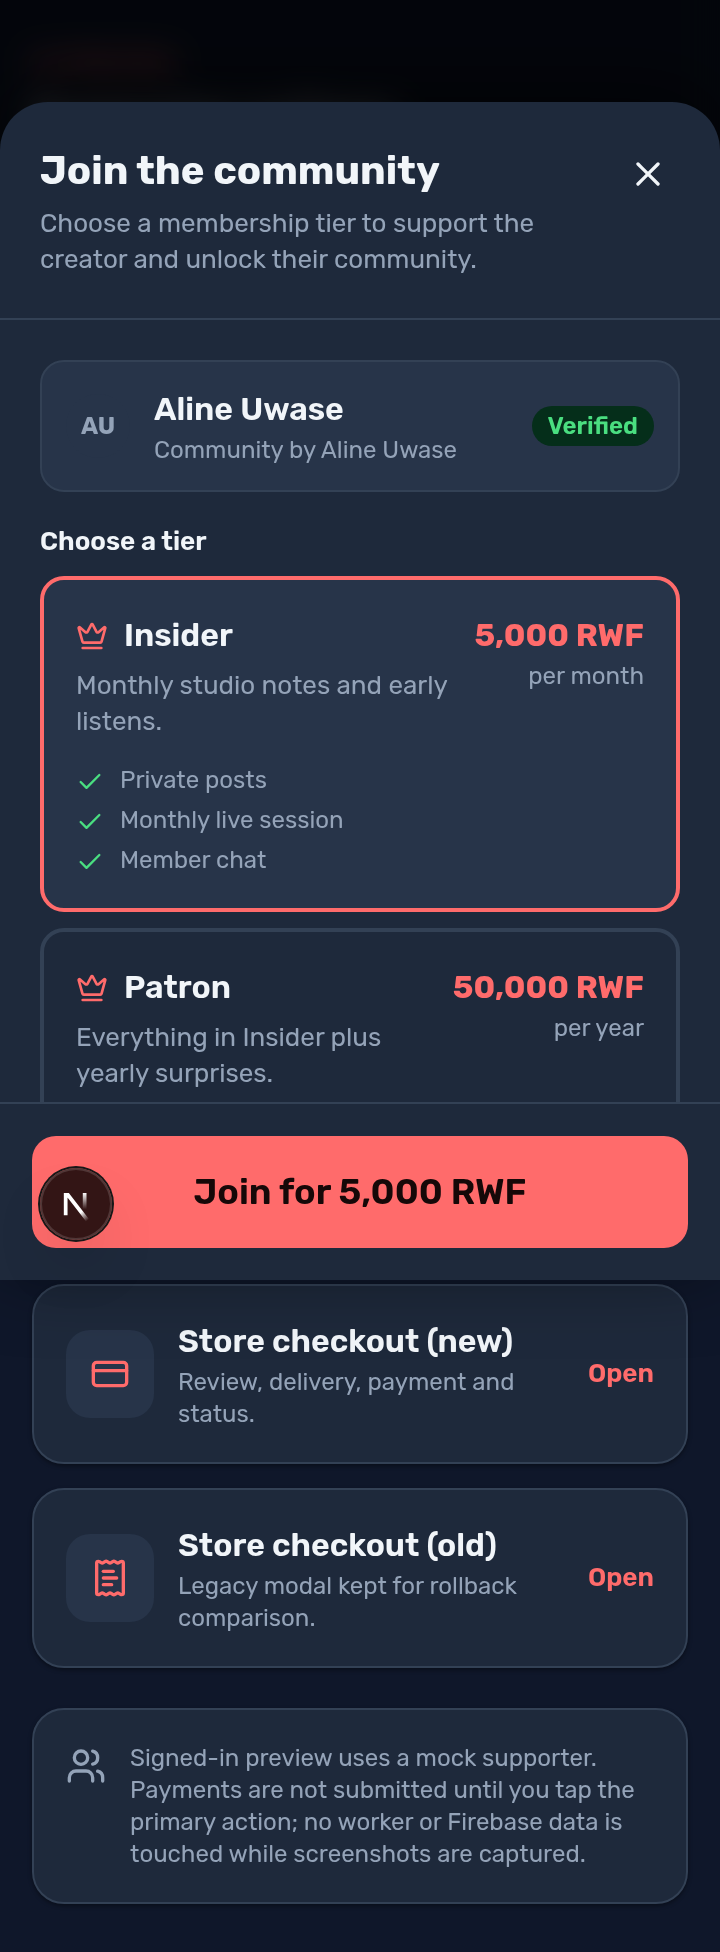 Join the community
Choose a membership tier to support the
creator and unlock their community.
AU
Aline Uwase
Community by Aline Uwase
Verified
Choose a tier
Insider
5,000 RWF
per month
Monthly studio notes and early
listens.
Private posts
Monthly live session
Member chat
Patron
50,000 RWF
per year
Everything in Insider plus
yearly surprises.
N
Join for 5,000 RWF
Store checkout (new)
Review, delivery, payment and
status.
Open
Store checkout (old)
Legacy modal kept for rollback
comparison.
Open
Signed-in preview uses a mock supporter.
Payments are not submitted until you tap the
primary action; no worker or Firebase data is
touched while screenshots are captured.